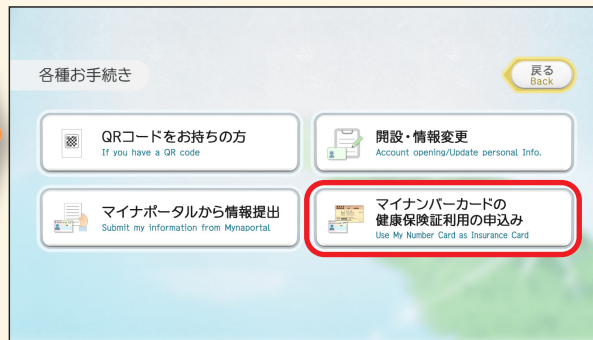 各種お手続き
戻る
Back
QRコードをお持ちの方
If you have a QR code
開設・情報変更
Account opening/Update personal Info.
マイナポータルから情報提出
Submit my information from Mynaportal
マイナンバーカードの
健康保険証利用の申込み
Use My Number Card as Insurance Card